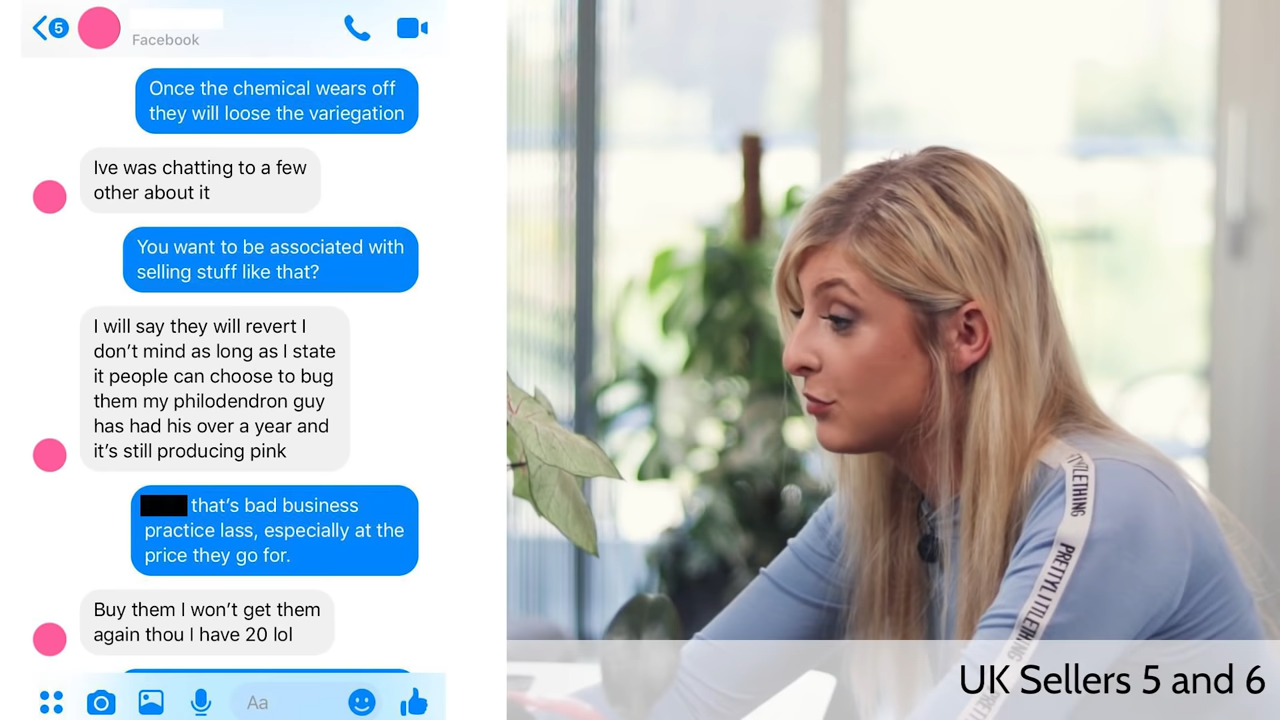 5
Facebook
Once the chemical wears off
they will loose the variegation
Ive was chatting to a few
other about it
You want to be associated with
selling stuff like that?
I will say they will revert I
don't mind as long as I state
it people can choose to bug
them my philodendron guy
has had his over a year and
it's still producing pink
that's bad business
practice lass, especially at the
price they go for.
Buy them I won't get them
again thou I have 20 lol
Aa
PRETTYLITTLETHING
UK Sellers 5 and 6